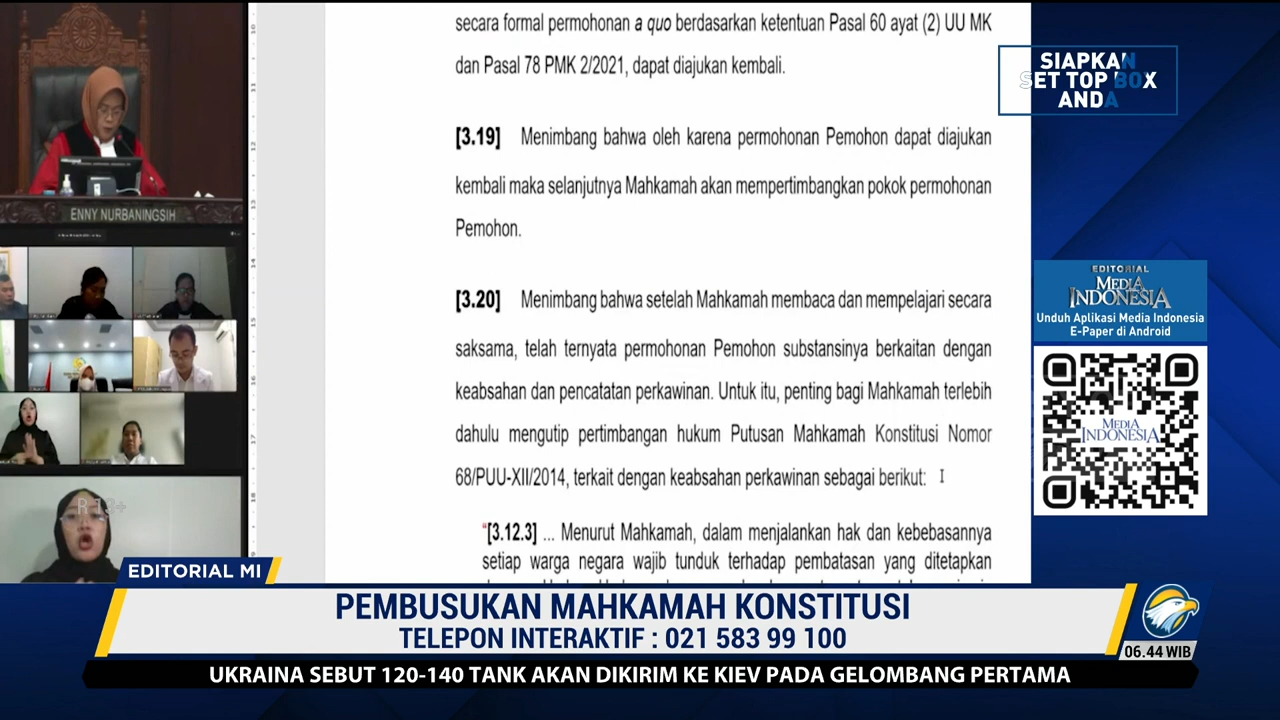 secara formal permohonan a quo berdasarkan ketentuan Pasal 60 ayat (2) UU MK
dan Pasal 78 PMK 2/2021, dapat diajukan kembali.
[3.19] Menimbang bahwa oleh karena permohonan Pemohon dapat diajukan
kembali maka selanjutnya Mahkamah akan mempertimbangkan pokok permohonan
Pemohon.
[3.20] Menimbang bahwa setelah Mahkamah membaca dan mempelajari secara
saksama, telah ternyata permohonan Pemohon substansinya berkaitan dengan
keabsahan dan pencatatan perkawinan. Untuk itu, penting bagi Mahkamah terlebih
dahulu mengutip pertimbangan hukum Putusan Mahkamah Konstitusi Nomor
68/PUU-XII/2014, terkait dengan keabsahan perkawinan sebagai berikut:
"[3.12.3] ... Menurut Mahkamah, dalam menjalankan hak dan kebebasannya
setiap warga negara wajib tunduk terhadap pembatasan yang ditetapkan
SIAPKAN
SET TOP BOX
ANDA
ENNY NURBANINGSIH
EDITORIAL
MEDIA
INDONESIA
Unduh Aplikasi Media Indonesia
E-Paper di Android
MEDIA
INDONESIA
R 13+
EDITORIAL MI
PEMBUSUKAN MAHKAMAH KONSTITUSI
TELEPON INTERAKTIF : 021 583 99 100
06.44 WIB
UKRAINA SEBUT 120-140 TANK AKAN DIKIRIM KE KIEV PADA GELOMBANG PERTAMA